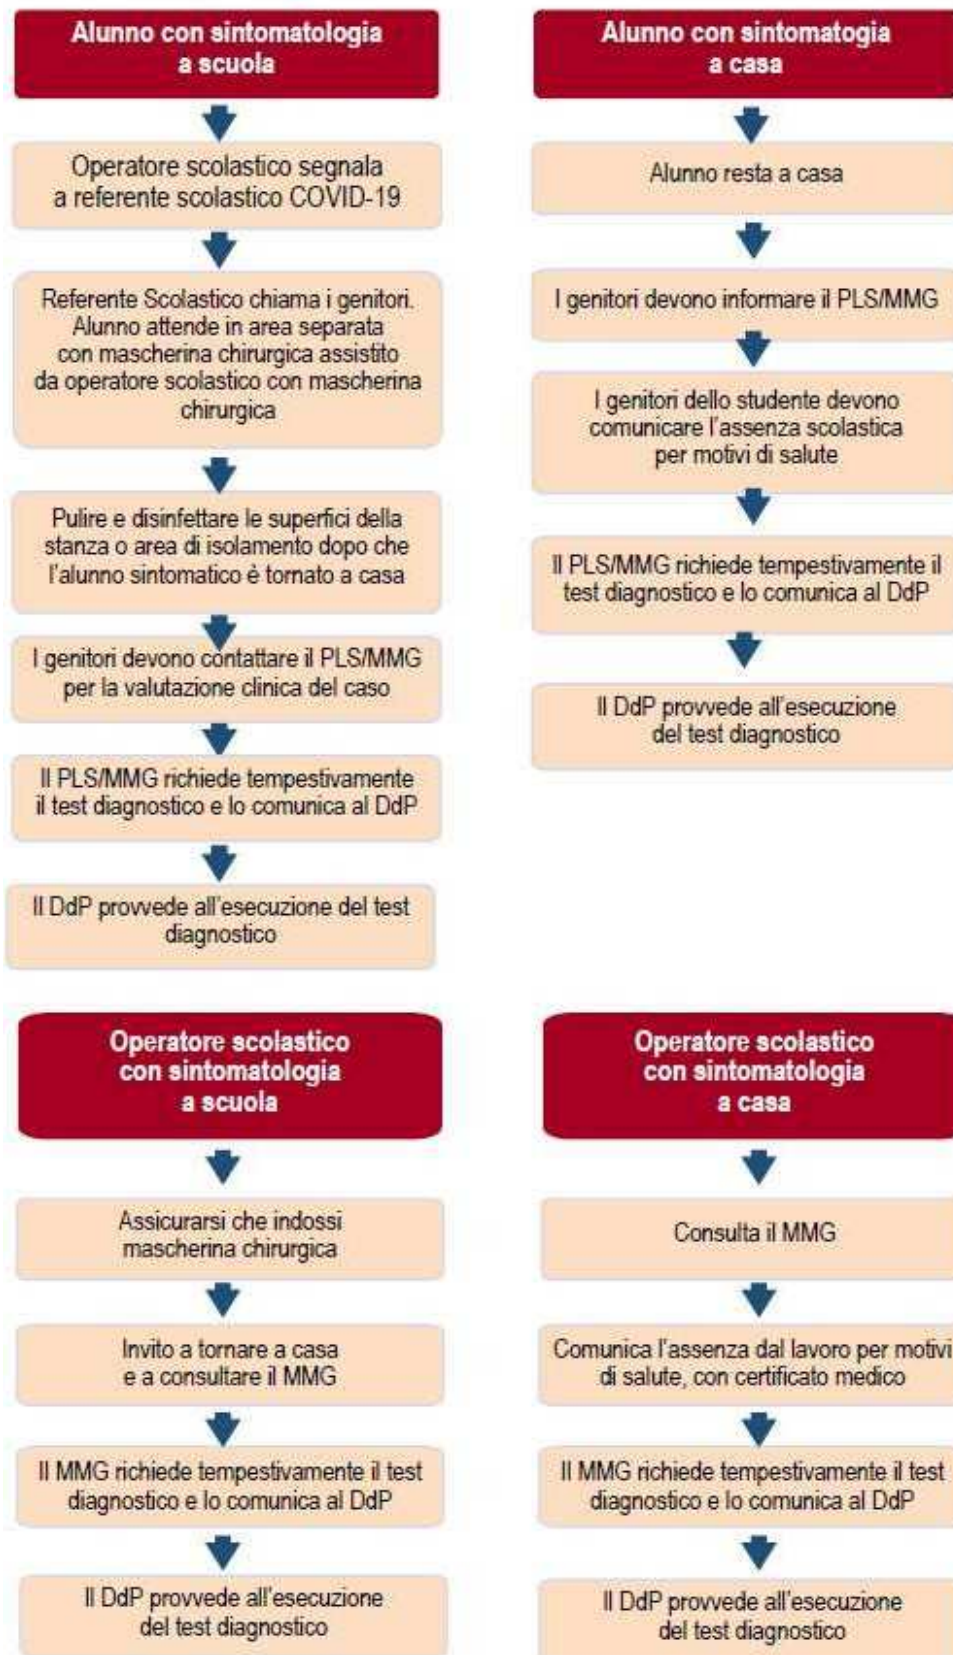 Alunno con sintomatologia
a scuola
Operatore scolastico segnala
a referente scolastico COVID-19
Referente Scolastico chiama i genitori.
Alunno attende in area separata
con mascherina chirurgica assistito
da operatore scolastico con mascherina
chirurgica
Pulire e disinfettare le superfici della
stanza o area di isolamento dopo che
l'alunno sintomatico è tornato a casa
I genitori devono contattare il PLS/MMG
per la valutazione clinica del caso
Il PLS/MMG richiede tempestivamente
il test diagnostico e lo comunica al DdP
Il DdP provvede all'esecuzione del test
diagnostico
Alunno con sintomatogia
a casa
Alunno resta a casa
I genitori devono informare il PLS/MMG
I genitori dello studente devono
comunicare l'assenza scolastica
per motivi di salute
Il PLS/MMG richiede tempestivamente il
test diagnostico e lo comunica al DdP
Il DdP provvede all'esecuzione
del test diagnostico
Operatore scolastico
con sintomatologia
a scuola
Assicurarsi che indossi
mascherina chirurgica
Invito a tornare a casa
e a consultare il MMG
Il MMG richiede tempestivamente il test
diagnostico e lo comunica al DdP
Il DdP provvede all'esecuzione
del test diagnostico
Operatore scolastico
con sintomatologia
a casa
Consulta il MMG
Comunica l'assenza dal lavoro per motivi
di salute, con certificato medico
Il MMG richiede tempestivamente il test
diagnostico e lo comunica al DdP
Il DdP provvede all'esecuzione
del test diagnostico